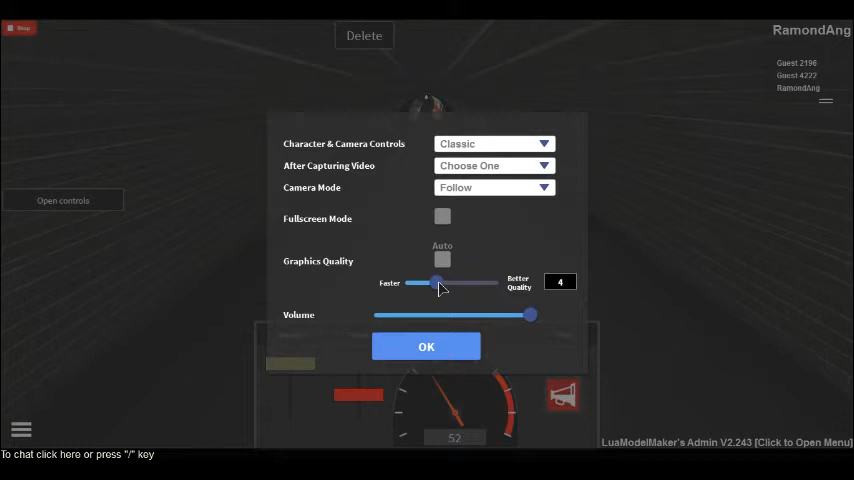 Stop
Delete
RamondAng
Guest 2196
Guest 4222
RamondAng
Character & Camera Controls
Classic
After Capturing Video
Choose One
Camera Mode
Follow
Open controls
Fullscreen Mode
Auto
Graphics Quality
Faster
Better
Quality
4
Volume
OK
52
LuaModelMaker's Admin V2.243 [Click to Open Menu]
To chat click here or press "/" key